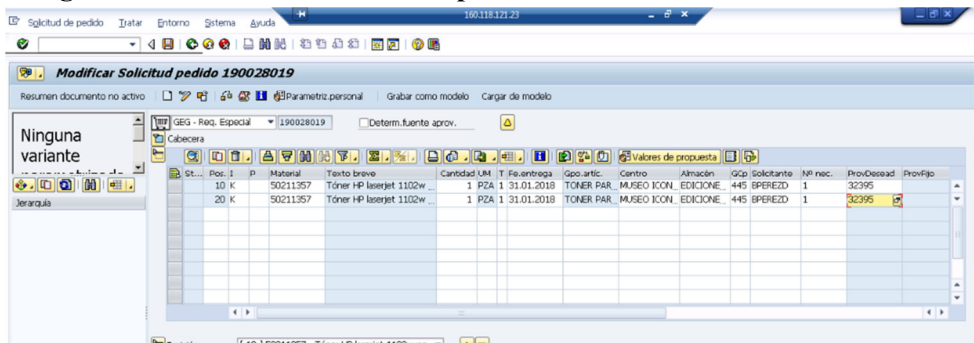 160.118.121.23
Solicitud de pedido Tratar Entorno Sistema Ayuda
Modificar Solicitud pedido 190028019
Resumen documento no activo Parametriz.personal Grabar como modelo Cargar de modelo
Ninguna
variante
GEG - Req. Especial 190028019 Determ.fuente aprov.
Cabecera
Valores de propuesta
St... Pos. I P Material Texto breve Cantidad UM T Fe.entrega Gpo.artíc. Centro Almacén GCp Solicitante Nº nec. ProvDesead ProvFijo
10 K 50211357 Tóner HP laserjet 1102w ... 1 PZA 1 31.01.2018 TONER PAR... MUSEO ICON... EDICIONE... 445 BPEREZD 1 32395
20 K 50211357 Tóner HP laserjet 1102w ... 1 PZA 1 31.01.2018 TONER PAR... MUSEO ICON... EDICIONE... 445 BPEREZD 1 32395
Jerarquía